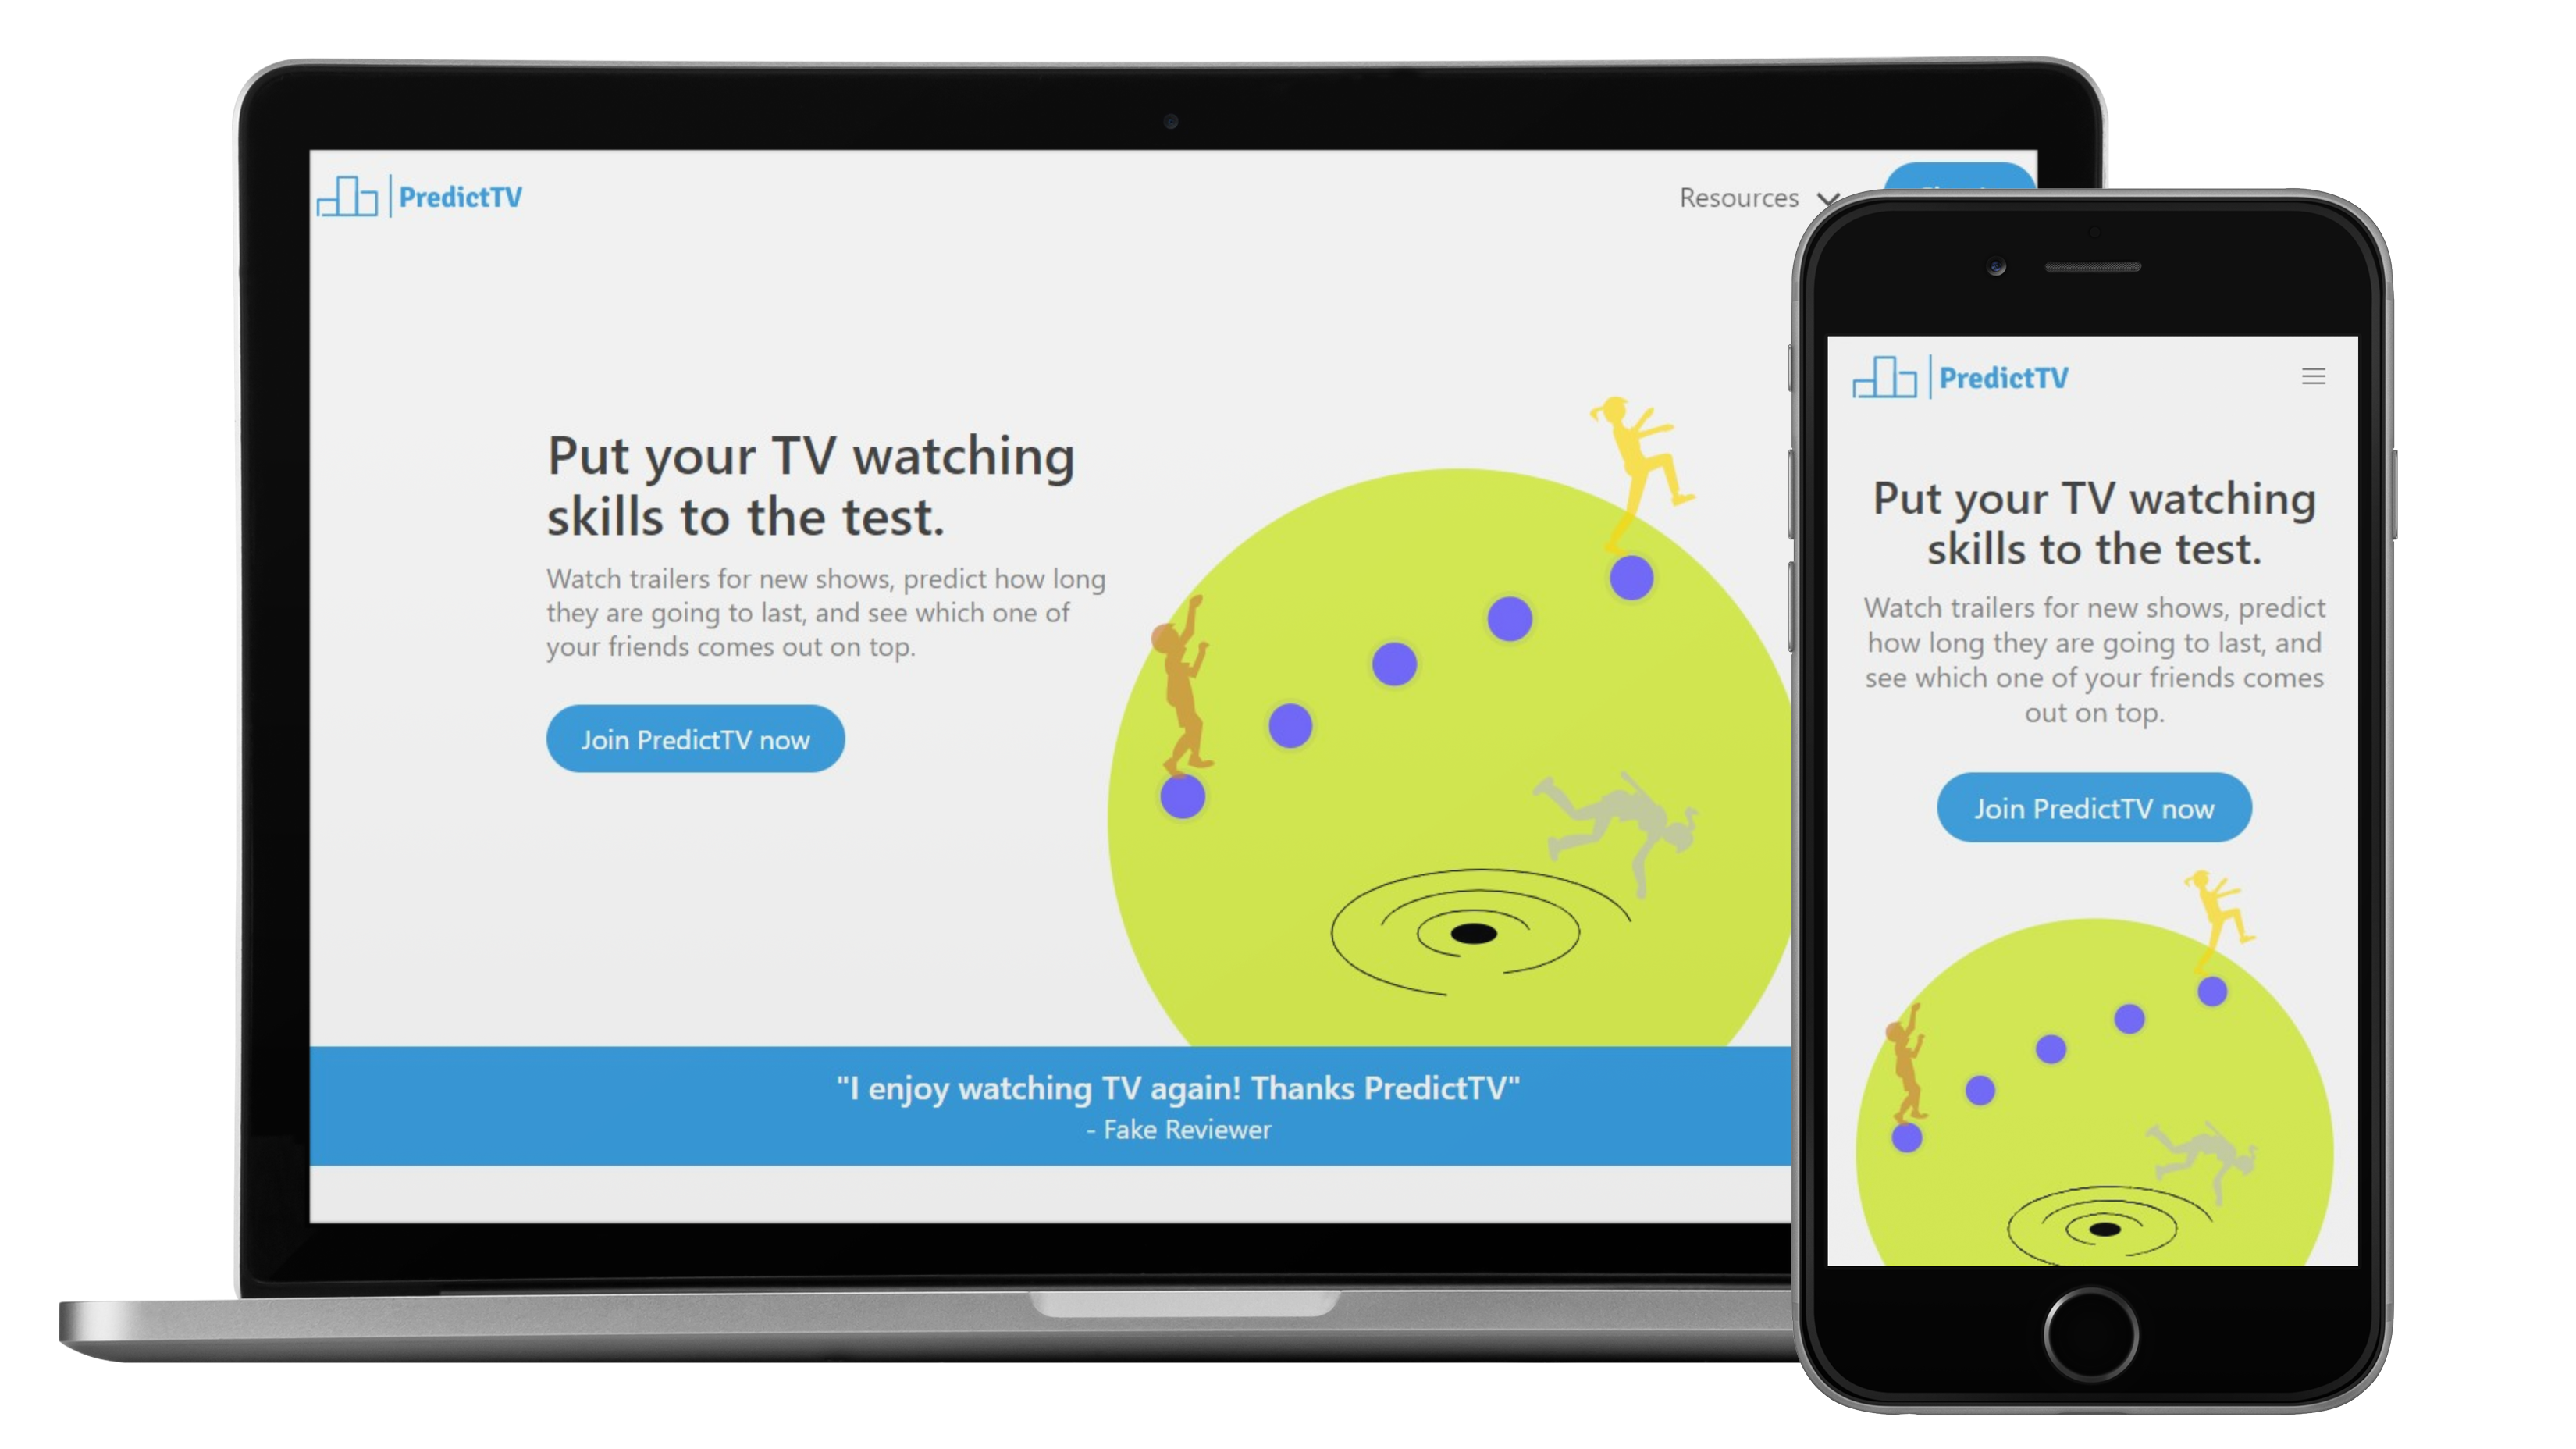 PredictTV
Resources
Put your TV watching
skills to the test.
Watch trailers for new shows, predict how long
they are going to last, and see which one of
your friends comes out on top.
Join PredictTV now
"I enjoy watching TV again! Thanks PredictTV"
- Fake Reviewer
PredictTV
Put your TV watching
skills to the test.
Watch trailers for new shows, predict
how long they are going to last, and
see which one of your friends comes
out on top.
Join PredictTV now